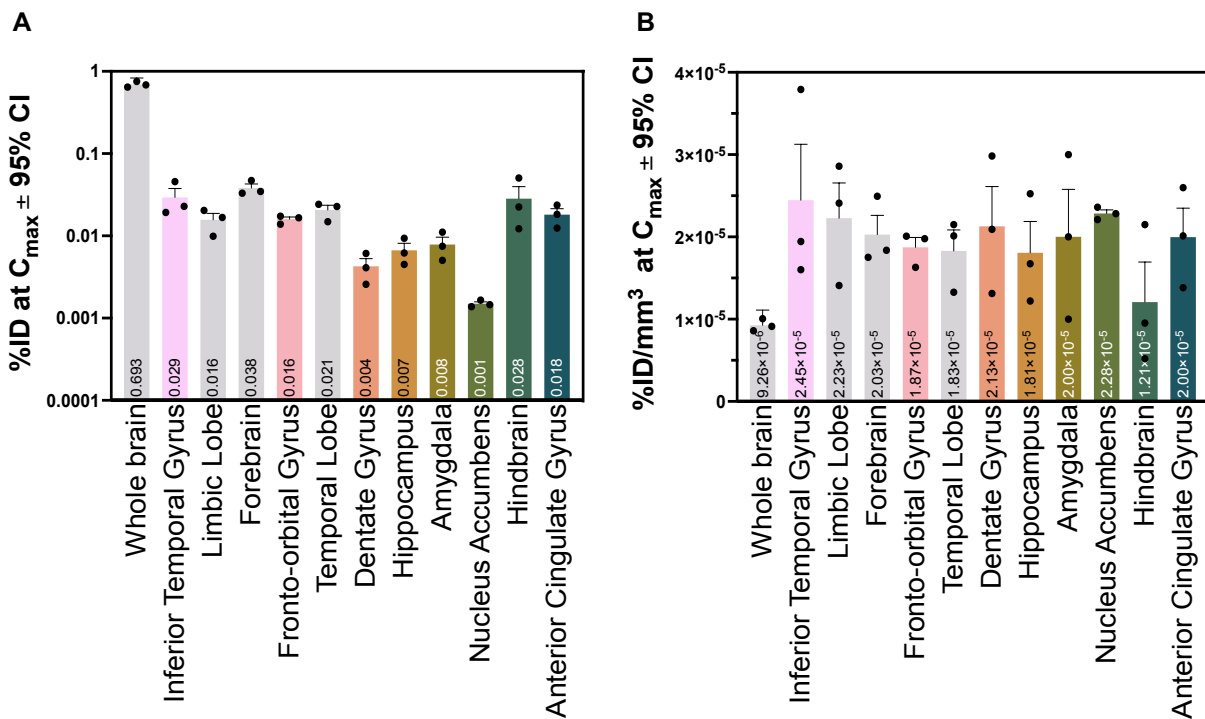 A
%ID at Cmax ± 95% CI
1
0.1
0.01
0.001
0.0001
0.693
0.029
0.016
0.038
0.016
0.021
0.004
0.007
0.008
0.001
0.028
0.018
Whole brain
Inferior Temporal Gyrus
Limbic Lobe
Forebrain
Fronto-orbital Gyrus
Temporal Lobe
Dentate Gyrus
Hippocampus
Amygdala
Nucleus Accumbens
Hindbrain
Anterior Cingulate Gyrus
B
%ID/mm³ at Cmax ± 95% CI
4×10⁻⁵
3×10⁻⁵
2×10⁻⁵
1×10⁻⁵
0
9.26×10⁻⁶
2.45×10⁻⁵
2.23×10⁻⁵
2.03×10⁻⁵
1.87×10⁻⁵
1.83×10⁻⁵
2.13×10⁻⁵
1.81×10⁻⁵
2.00×10⁻⁵
2.28×10⁻⁵
1.21×10⁻⁵
2.00×10⁻⁵
Whole brain
Inferior Temporal Gyrus
Limbic Lobe
Forebrain
Fronto-orbital Gyrus
Temporal Lobe
Dentate Gyrus
Hippocampus
Amygdala
Nucleus Accumbens
Hindbrain
Anterior Cingulate Gyrus